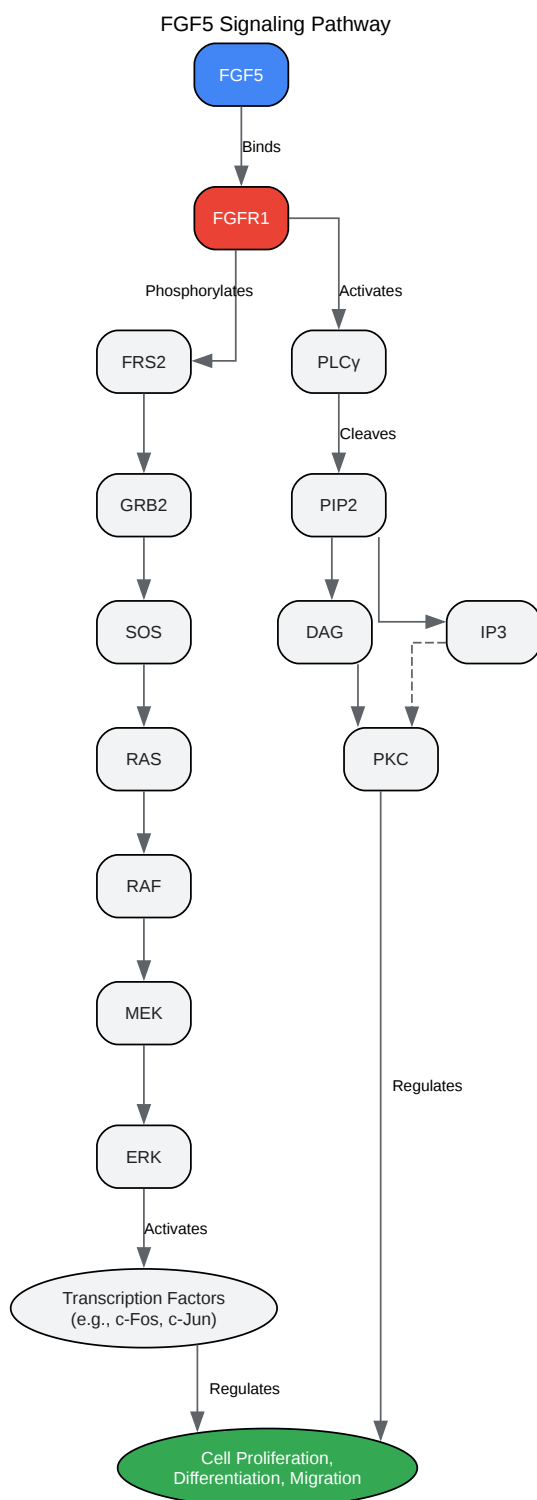 FGF5 Signaling Pathway
FGF5
Binds
FGFR1
Phosphorylates
Activates
FRS2
PLCγ
Cleaves
GRB2
PIP2
SOS
DAG
IP3
RAS
PKC
RAF
MEK
Regulates
ERK
Activates
Transcription Factors
(e.g., c-Fos, c-Jun)
Regulates
Cell Proliferation,
Differentiation, Migration